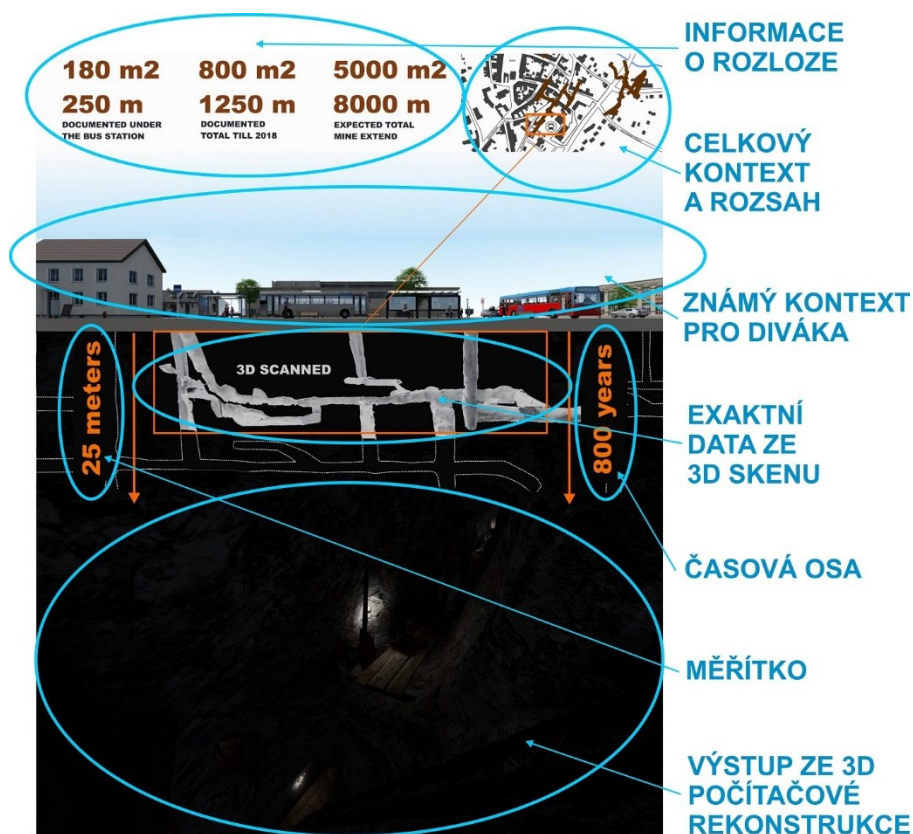 INFORMACE
O ROZLOZE
180 m2
800 m2
5000 m2
250 m
1250 m
8000 m
DOCUMENTED UNDER
THE BUS STATION
DOCUMENTED
TOTAL TILL 2018
EXPECTED TOTAL
MINE EXTEND
CELKOVÝ
KONTEXT
A ROZSAH
ZNÁMÝ KONTEXT
PRO DIVÁKA
25 meters
3D SCANNED
800 years
EXAKTNÍ
DATA ZE
3D SKENU
ČASOVÁ OSA
MĚŘÍTKO
VÝSTUP ZE 3D
POČÍTAČOVÉ
REKONSTRUKCE